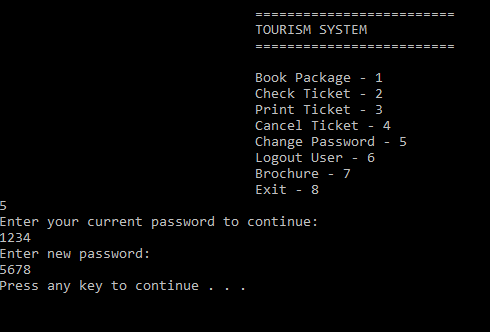 =========================
TOURISM SYSTEM
=========================
Book Package - 1
Check Ticket - 2
Print Ticket - 3
Cancel Ticket - 4
Change Password - 5
Logout User - 6
Brochure - 7
Exit - 8
5
Enter your current password to continue:
1234
Enter new password:
5678
Press any key to continue . . .